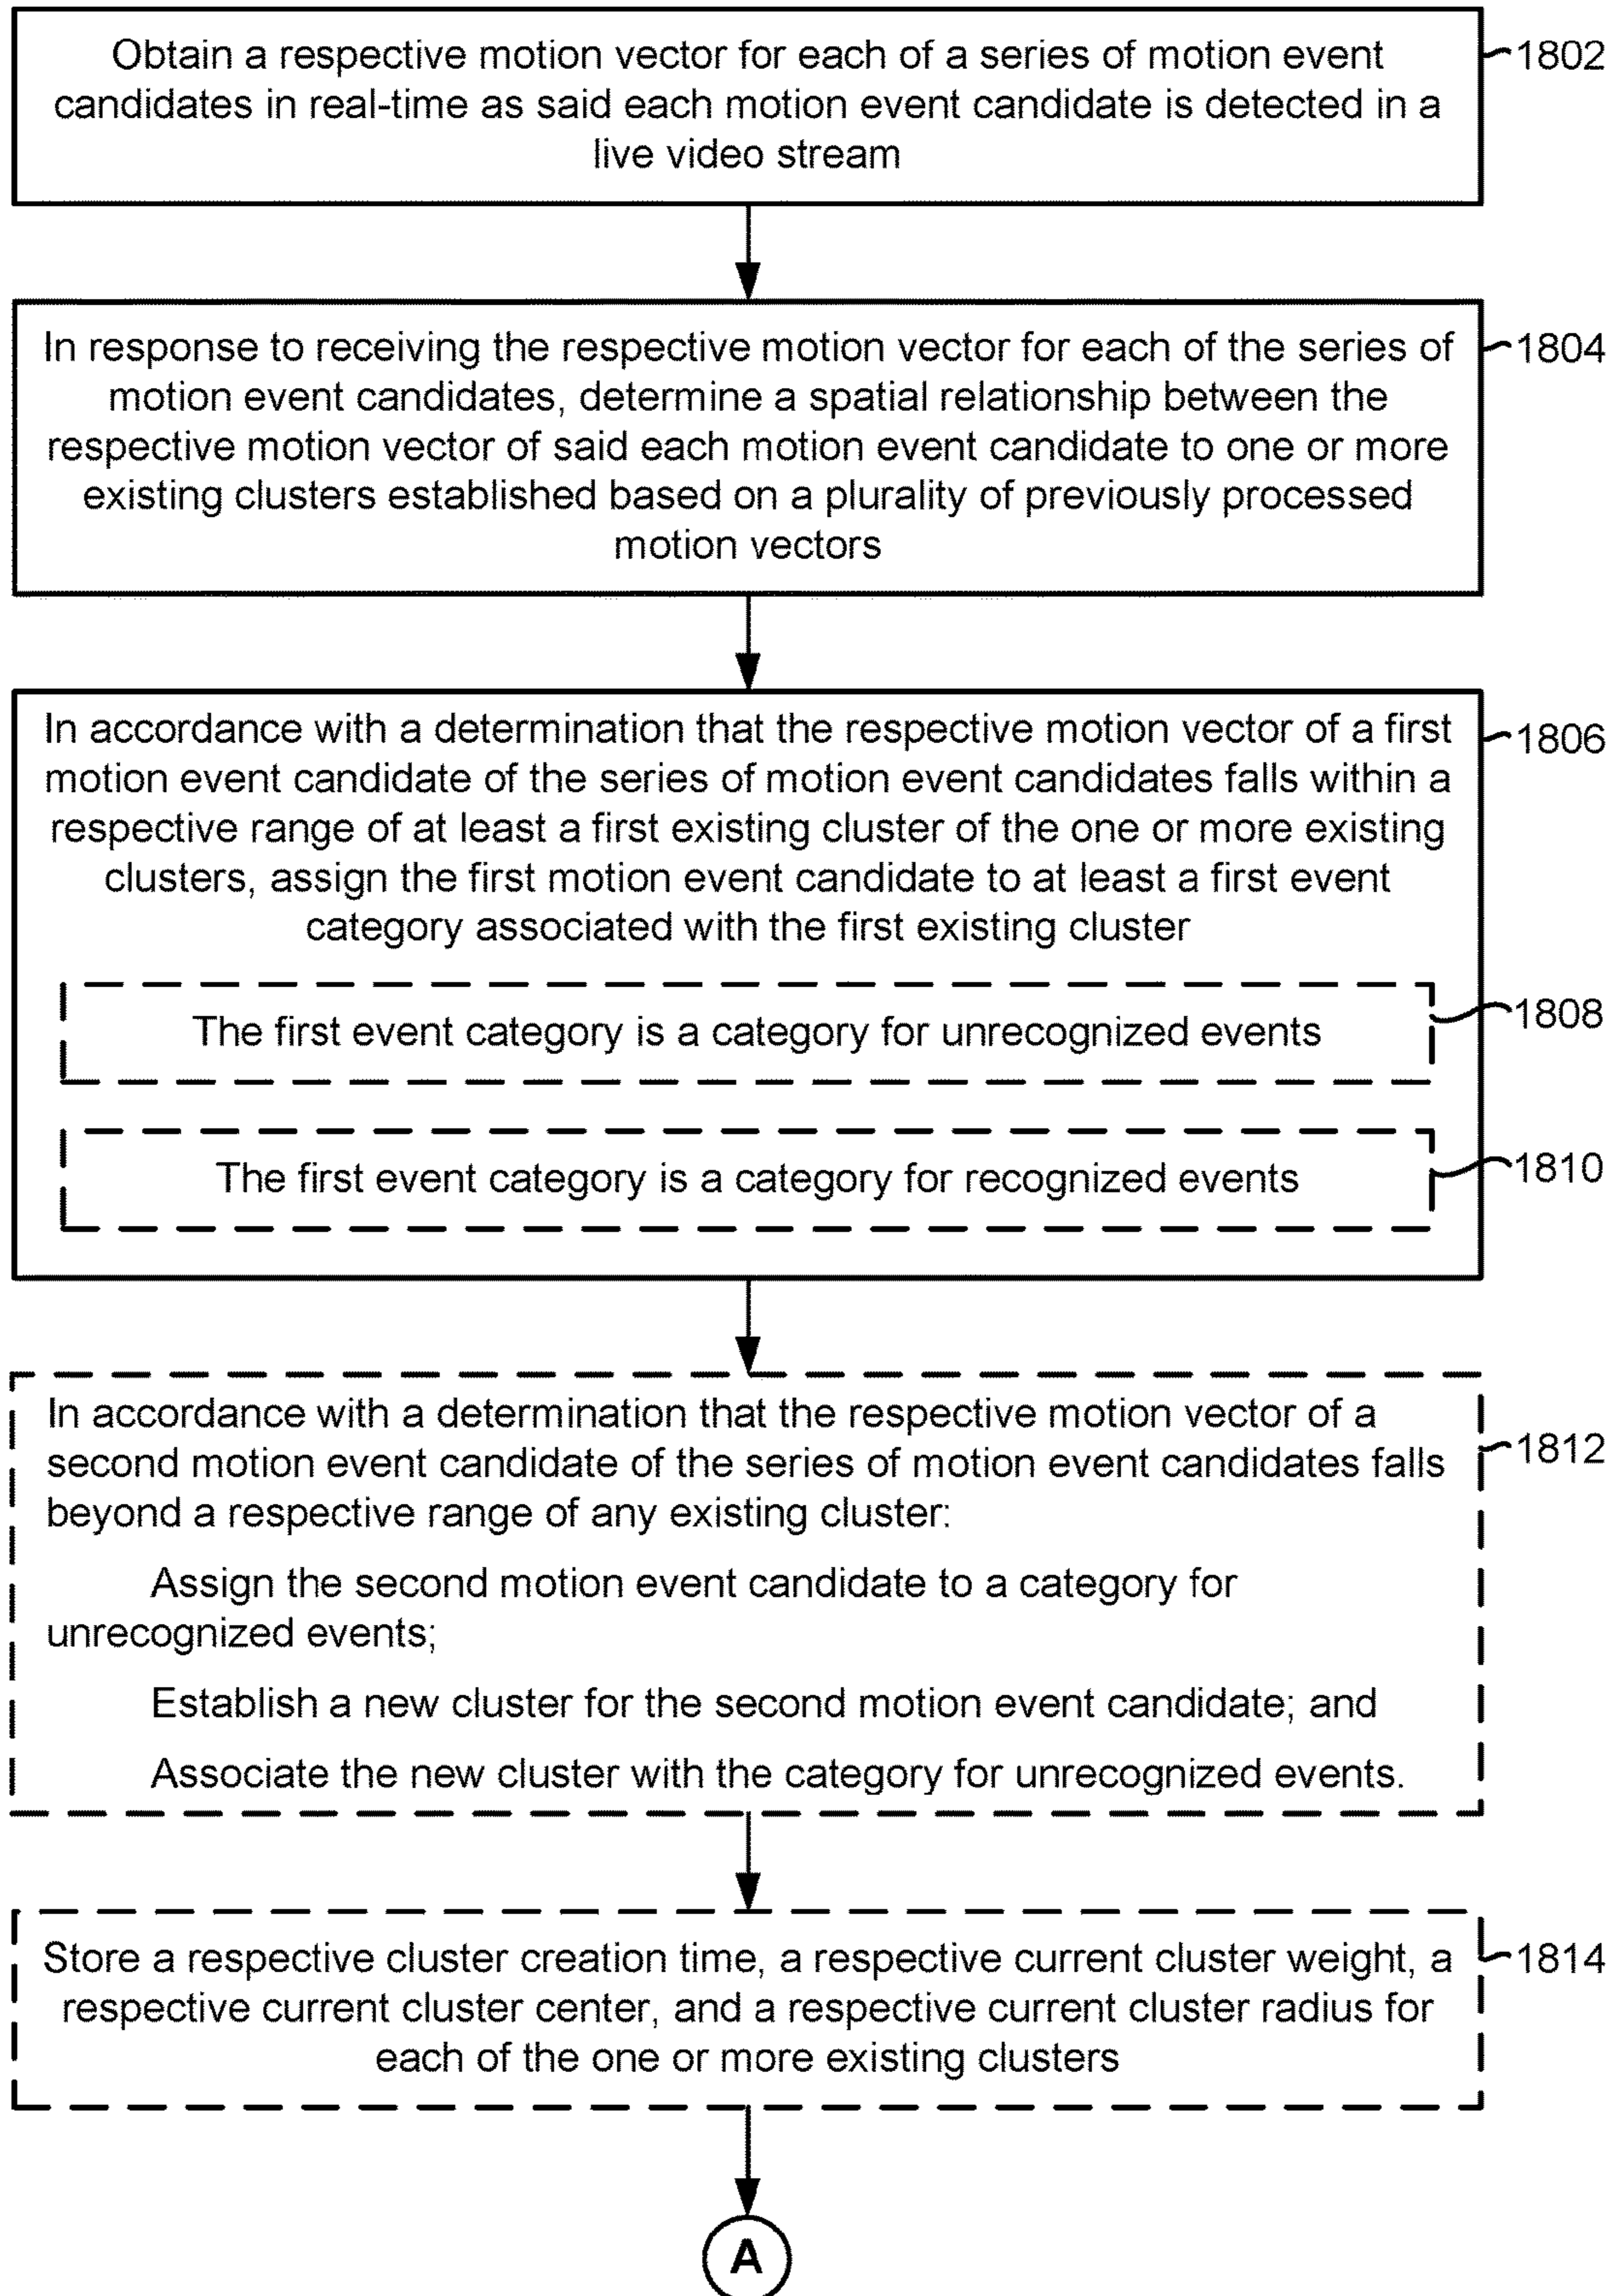 Obtain a respective motion vector for each of a series of motion event
candidates in real-time as said each motion event candidate is detected in a
live video stream
1802
In response to receiving the respective motion vector for each of the series of
motion event candidates, determine a spatial relationship between the
respective motion vector of said each motion event candidate to one or more
existing clusters established based on a plurality of previously processed
motion vectors
1804
In accordance with a determination that the respective motion vector of a first
motion event candidate of the series of motion event candidates falls within a
respective range of at least a first existing cluster of the one or more existing
clusters, assign the first motion event candidate to at least a first event
category associated with the first existing cluster
1806
The first event category is a category for unrecognized events
1808
The first event category is a category for recognized events
1810
In accordance with a determination that the respective motion vector of a
second motion event candidate of the series of motion event candidates falls
beyond a respective range of any existing cluster:
Assign the second motion event candidate to a category for
unrecognized events;
Establish a new cluster for the second motion event candidate; and
Associate the new cluster with the category for unrecognized events.
1812
Store a respective cluster creation time, a respective current cluster weight, a
respective current cluster center, and a respective current cluster radius for
each of the one or more existing clusters
1814
A